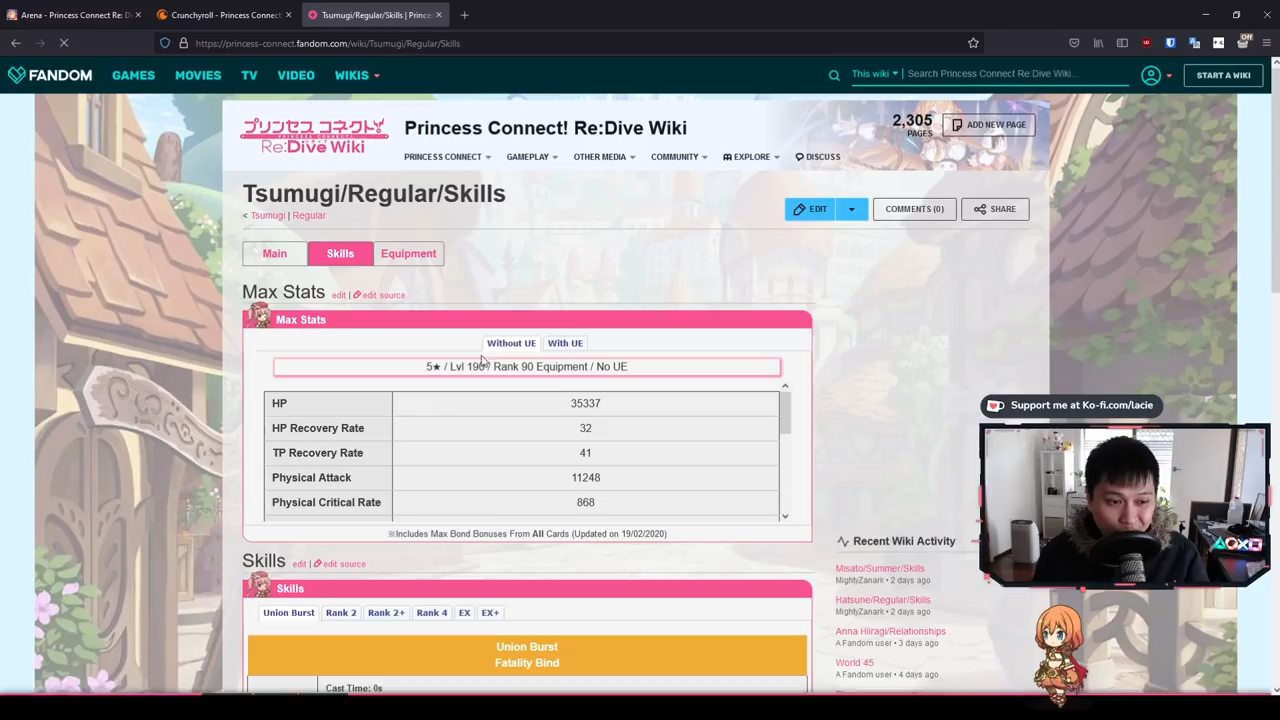 Arena - Princess Connect Re: Di
Crunchyroll - Princess Connect!
Tsumugi/Regular/Skills | Prince
https://princess-connect.fandom.com/wiki/Tsumugi/Regular/Skills
Off
FANDOM
GAMES
MOVIES
TV
VIDEO
WIKIS
This wiki
Search Princess Connect Re:Dive Wiki...
START A WIKI
プリンセスコネクト!
PRINCESS CONNECT!
Re:Dive Wiki
Princess Connect! Re:Dive Wiki
2,305
PAGES
ADD NEW PAGE
PRINCESS CONNECT
GAMEPLAY
OTHER MEDIA
COMMUNITY
EXPLORE
DISCUSS
Tsumugi/Regular/Skills
< Tsumugi | Regular
EDIT
COMMENTS (0)
SHARE
Main
Skills
Equipment
Max Stats edit | edit source
Max Stats
Without UE
With UE
5★ / Lvl 190 / Rank 90 Equipment / No UE
HP 35337
HP Recovery Rate 32
TP Recovery Rate 41
Physical Attack 11248
Physical Critical Rate 868
※Includes Max Bond Bonuses From All Cards (Updated on 19/02/2020)
Skills edit | edit source
Skills
Union Burst
Rank 2
Rank 2+
Rank 4
EX
EX+
Union Burst
Fatality Bind
Cast Time: 0s
Support me at Ko-fi.com/lacie
Recent Wiki Activity
Misato/Summer/Skills
MightyZanark • 2 days ago
Hatsune/Regular/Skills
MightyZanark • 2 days ago
Anna Hiiragi/Relationships
A Fandom user • 3 days ago
World 45
A Fandom user • 4 days ago